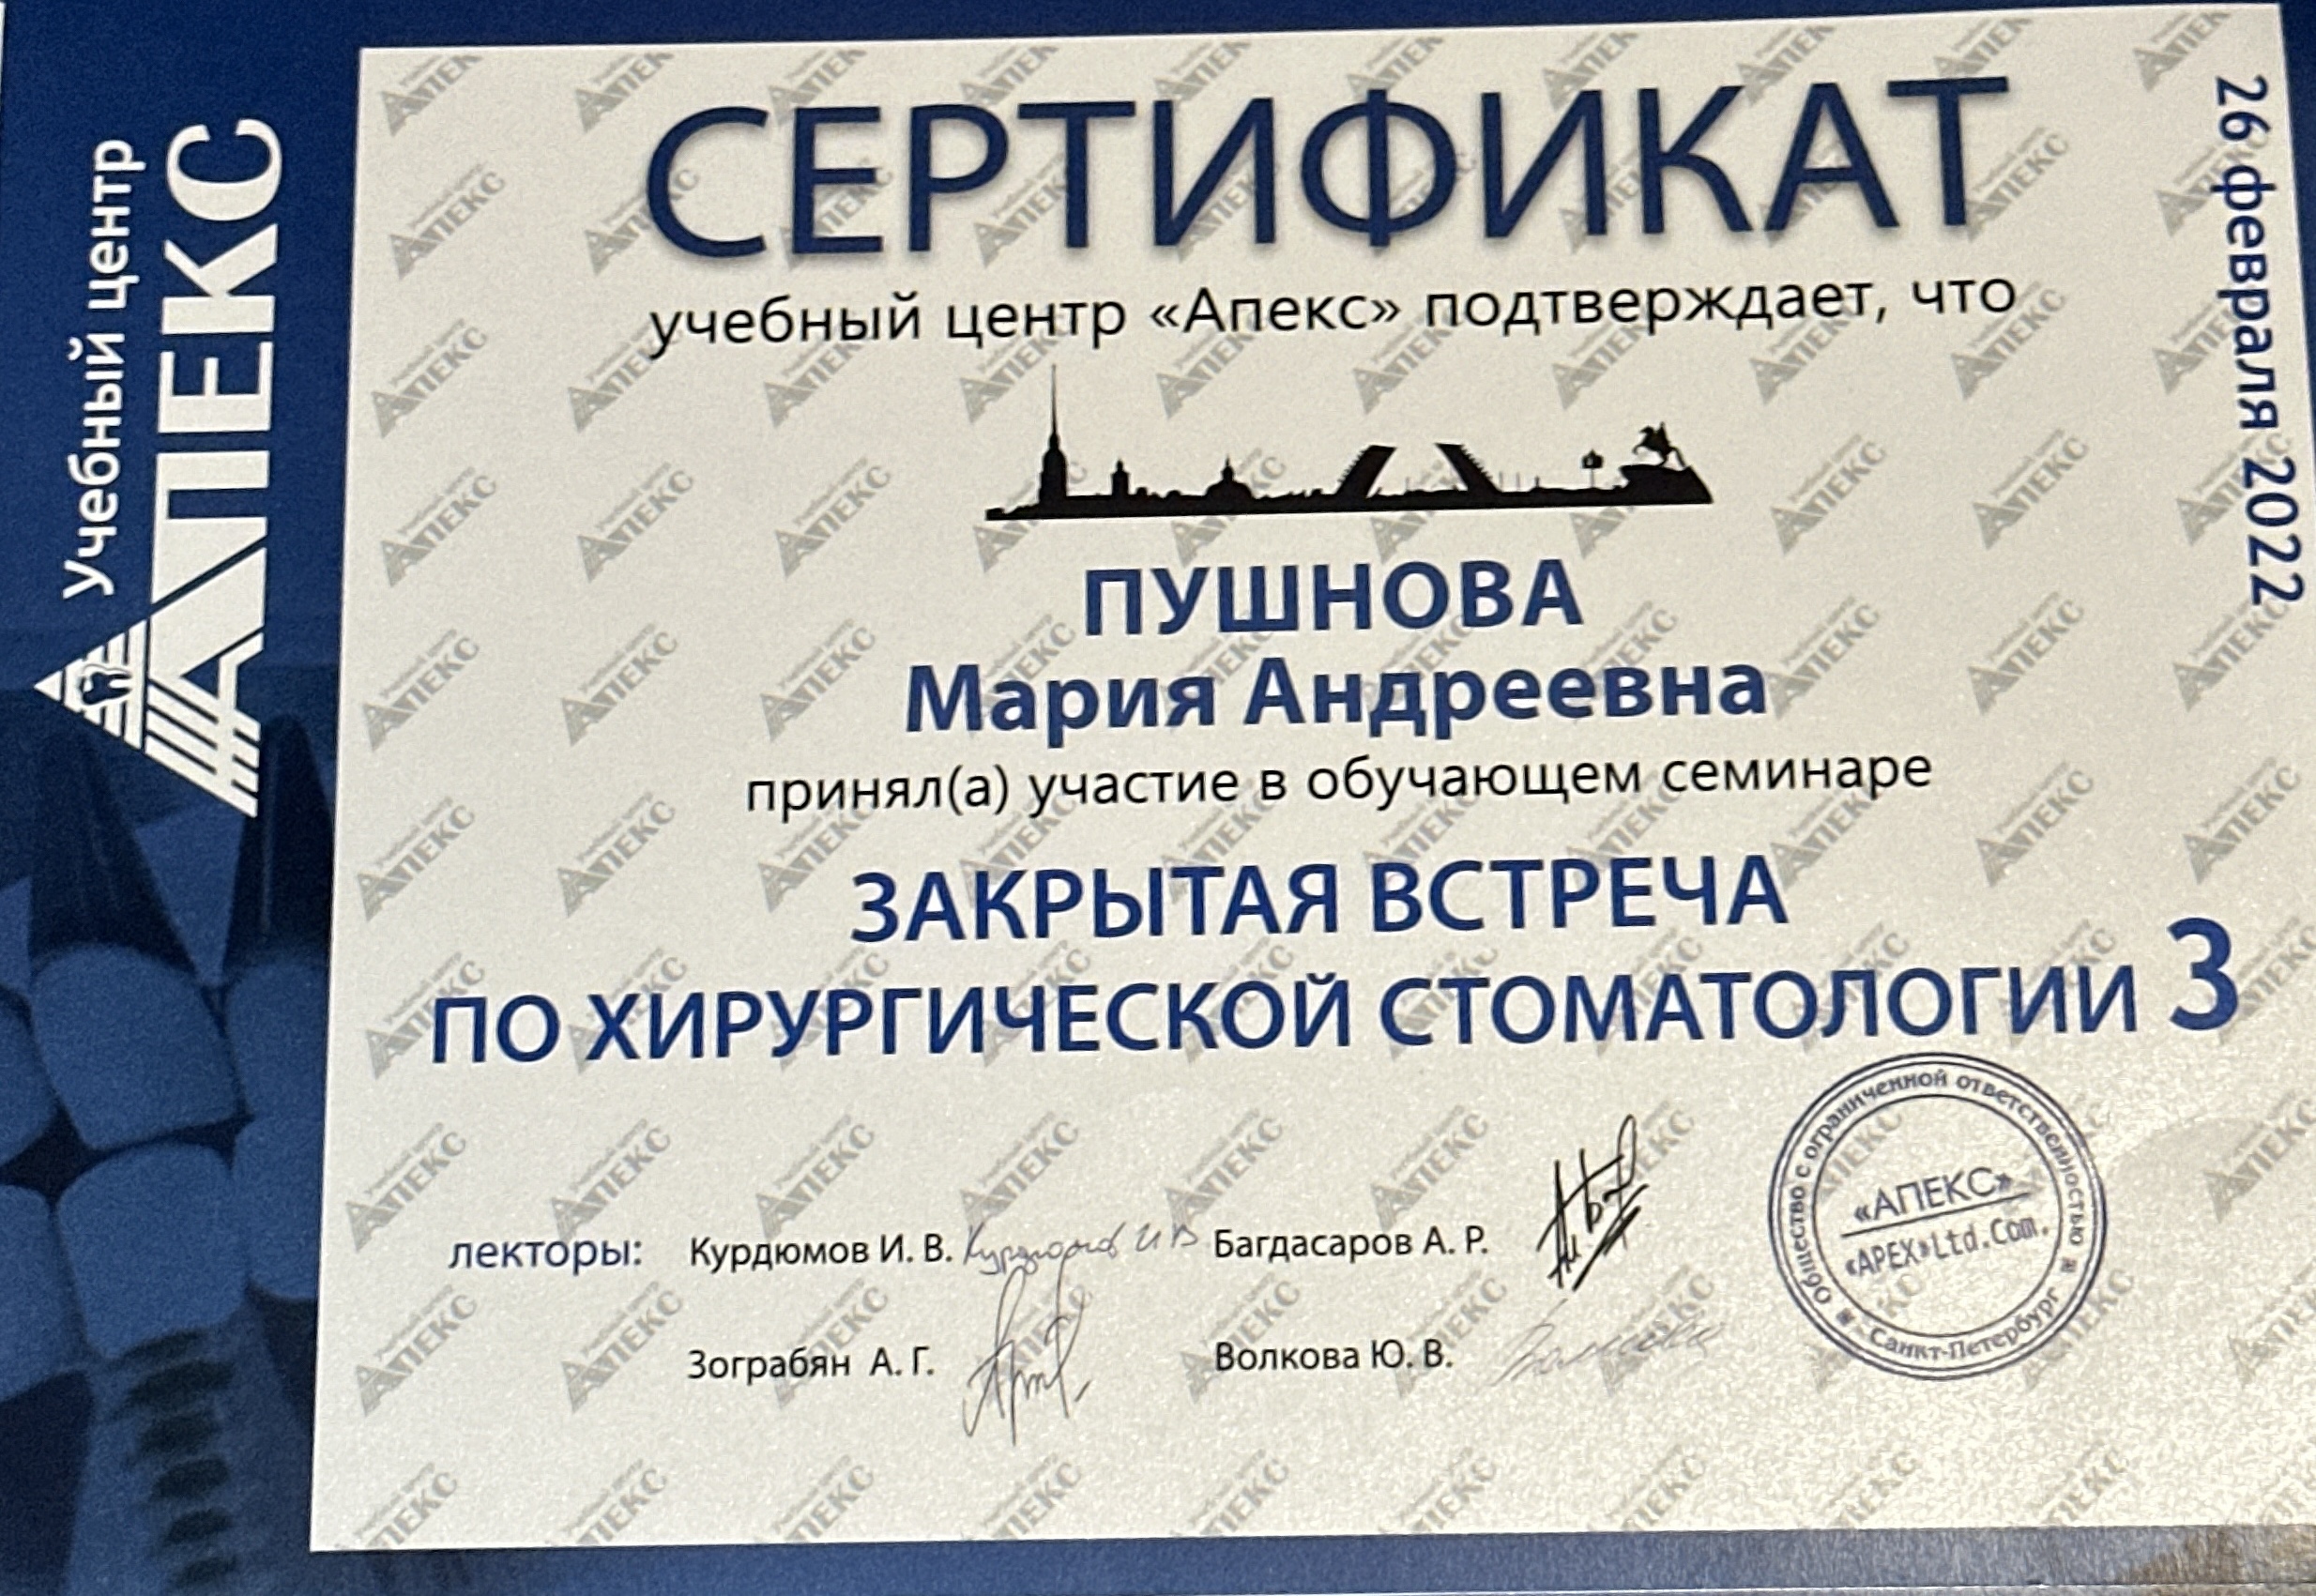 Учебный центр
АПЕКС
26 февраля 2022
СЕРТИФИКАТ
учебный центр «Апекс» подтверждает, что
ПУШНОВА
Мария Андреевна
принял(а) участие в обучающем семинаре
ЗАКРЫТАЯ ВСТРЕЧА
ПО ХИРУРГИЧЕСКОЙ СТОМАТОЛОГИИ 3
лекторы: Курдюмов И. В. Курдюмов И В Багдасаров А. Р.
Зограбян А. Г. Волкова Ю. В.
Общество с ограниченной ответственностью
«АПЕКС»
«APEX»Ltd.Com.
Санкт-Петербург